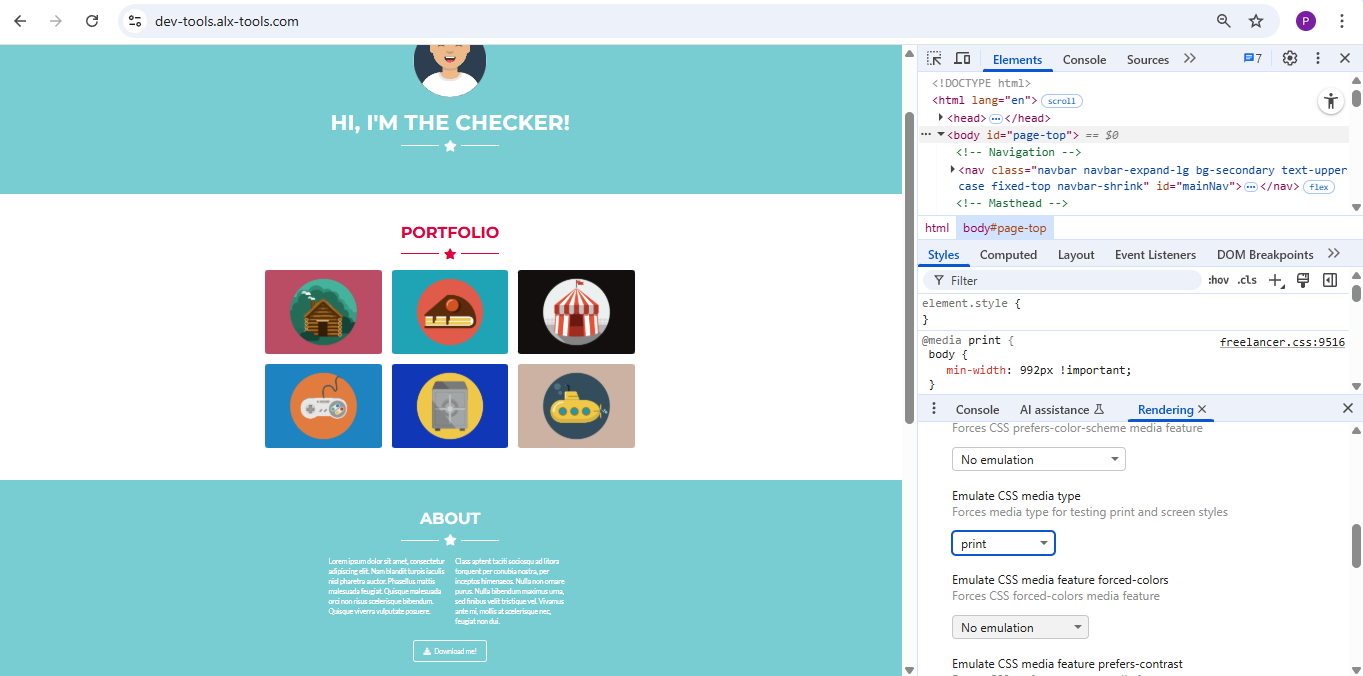 dev-tools.alx-tools.com
P
HI, I'M THE CHECKER!
PORTFOLIO
ABOUT
Lorem ipsum dolor sit amet, consectetur
adipiscing elit. Nam blandit turpis iaculis
nisl pharetra auctor. Phasellus mattis
malesuada feugiat. Quisque malesuada
orci non risus scelerisque bibendum.
Quisque viverra vulputate posuere.
Class aptent taciti sociosqu ad litora
torquent per conubia nostra, per
inceptos himenaeos. Nulla non ornare
purus. Nulla bibendum maximus urna,
sed finibus velit tristique vel. Vivamus
ante mi, mollis at scelerisque nec,
feugiat non dui.
Download me!
Elements Console Sources 7
<!DOCTYPE html>
<html lang="en"> scroll
<head> </head>
<body id="page-top"> == $0
<!-- Navigation -->
<nav class="navbar navbar-expand-lg bg-secondary text-upper
case fixed-top navbar-shrink" id="mainNav"> </nav> flex
<!-- Masthead -->
html body#page-top
Styles Computed Layout Event Listeners DOM Breakpoints
Filter :hov .cls
element.style {
}
@media print { freelancer.css:9516
body {
min-width: 992px !important;
}
Console AI assistance Rendering
Forces CSS prefers-color-scheme media feature
No emulation
Emulate CSS media type
Forces media type for testing print and screen styles
print
Emulate CSS media feature forced-colors
Forces CSS forced-colors media feature
No emulation
Emulate CSS media feature prefers-contrast